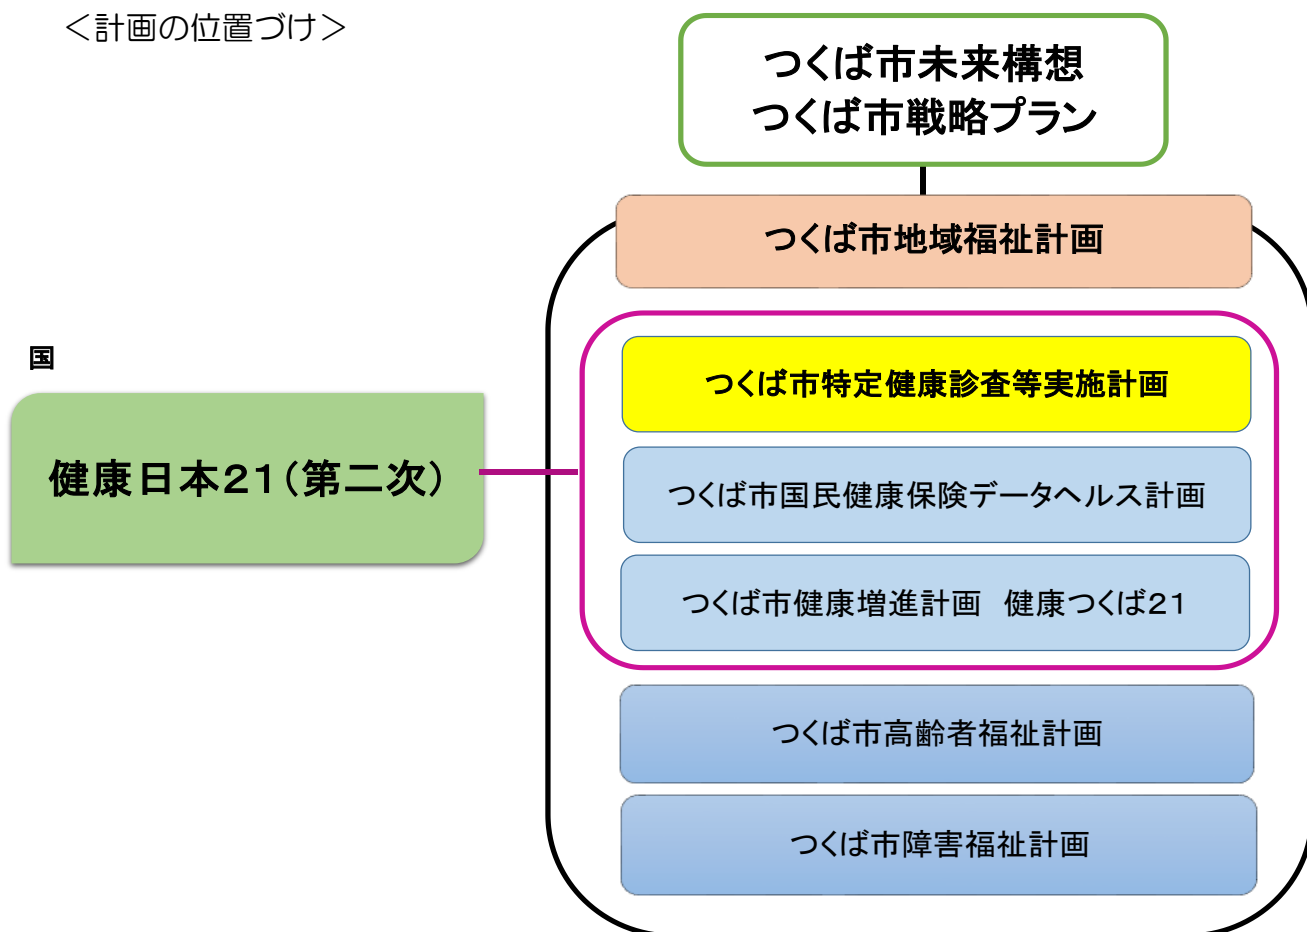 ＜計画の位置づけ＞
つくば市未来構想
つくば市戦略プラン
つくば市地域福祉計画
国
健康日本２１（第二次）
つくば市特定健康診査等実施計画
つくば市国民健康保険データヘルス計画
つくば市健康増進計画　健康つくば２１
つくば市高齢者福祉計画
つくば市障害福祉計画